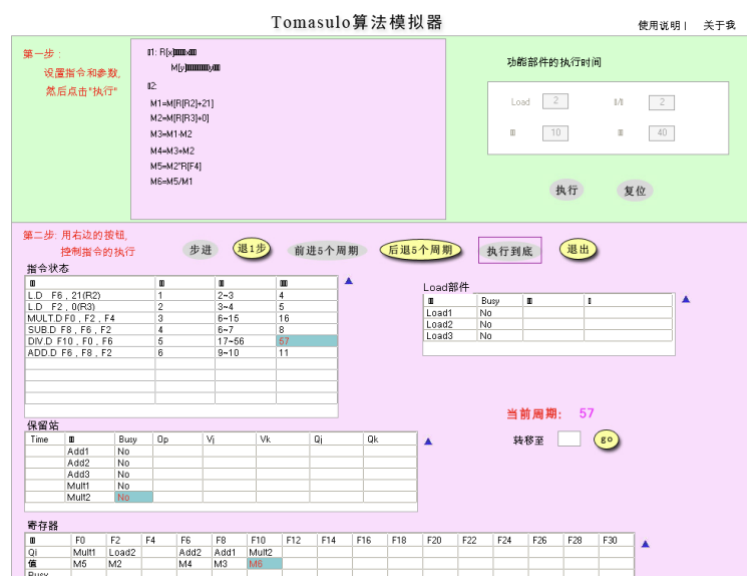 Tomasulo算法模拟器
使用说明 | 关于我
第一步：
设置指令和参数,
然后点击"执行"
M1=M[R[R2]+21]
M2=M[R[R3]+0]
M3=M1-M2
M4=M3+M2
M5=M2*R[F4]
M6=M5/M1
功能部件的执行时间
Load 2 2
10 40
执行 复位
第二步: 用右边的按钮,
控制指令的执行
步进 退1步 前进5个周期 后退5个周期 执行到底 退出
指令状态
L.D F6 , 21(R2) 1 2~3 4
L.D F2 , 0(R3) 2 3~4 5
MULT.D F0 , F2 , F4 3 6~15 16
SUB.D F8 , F6 , F2 4 6~7 8
DIV.D F10 , F0 , F6 5 17~56 57
ADD.D F6 , F8 , F2 6 9~10 11
Load部件
Busy
Load1 No
Load2 No
Load3 No
当前周期: 57
转移至 go
保留站
Time Busy Op Vj Vk Qj Qk
Add1 No
Add2 No
Add3 No
Mult1 No
Mult2 No
寄存器
F0 F2 F4 F6 F8 F10 F12 F14 F16 F18 F20 F22 F24 F26 F28 F30
Qi Mult1 Load2 Add2 Add1 Mult2
值 M5 M2 M4 M3 M6
Busy